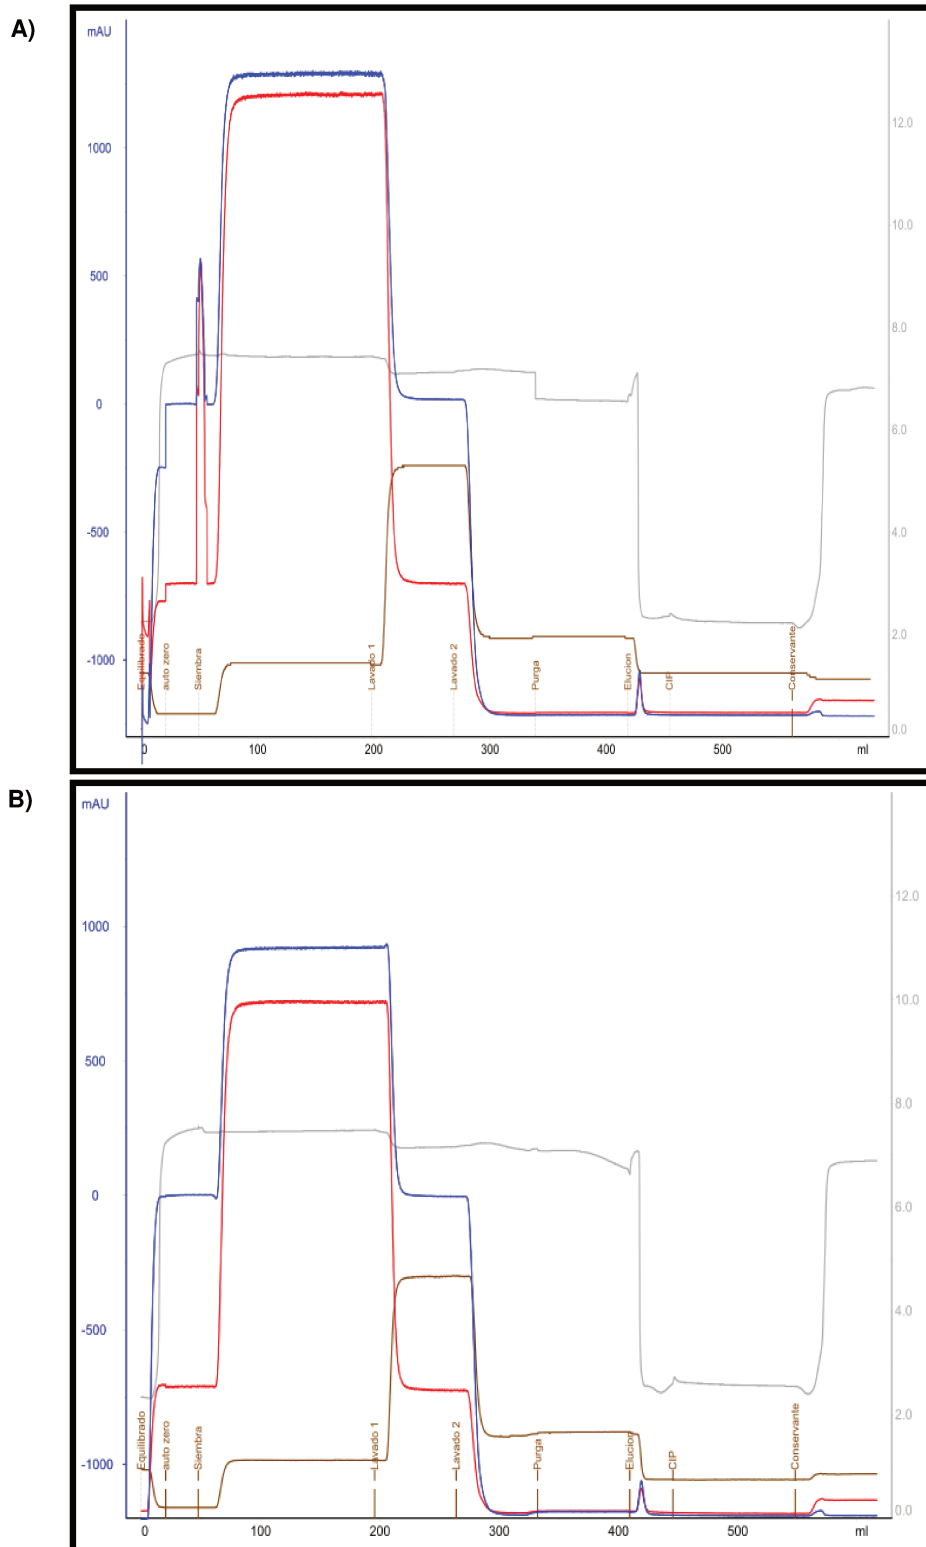 A)
mAU
1000
500
0
-500
-1000
12.0
10.0
8.0
6.0
4.0
2.0
0.0
Equilibrado
auto zero
Siembra
Lavado 1
Lavado 2
Purga
Elucion
CIP
Conservante
0 100 200 300 400 500 ml
B)
mAU
1000
500
0
-500
-1000
12.0
10.0
8.0
6.0
4.0
2.0
0.0
Equilibrado
auto zero
Siembra
Lavado 1
Lavado 2
Purga
Elucion
CIP
Conservante
0 100 200 300 400 500 ml